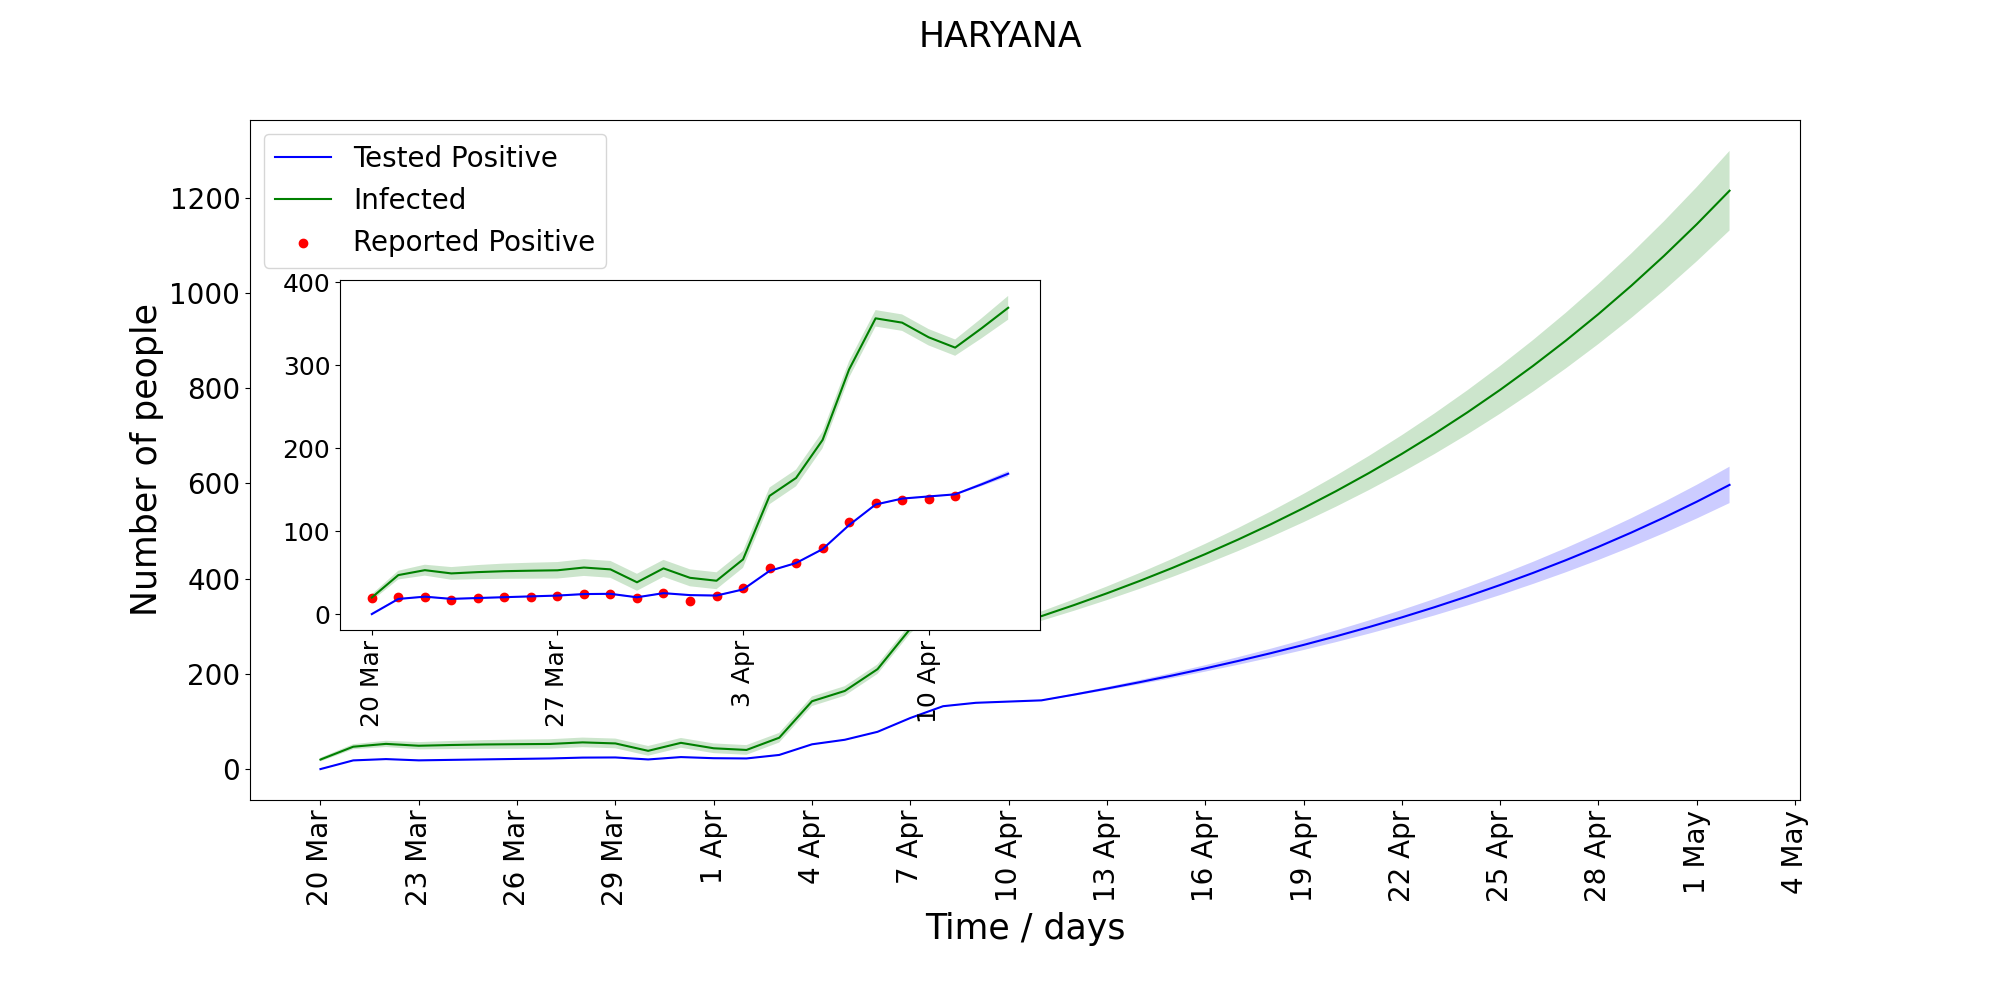 HARYANA
Tested Positive
Infected
Reported Positive
Number of people
1200
1000
800
600
400
200
0
400
300
200
100
0
20 Mar
27 Mar
3 Apr
10 Apr
20 Mar
23 Mar
26 Mar
29 Mar
1 Apr
4 Apr
7 Apr
10 Apr
13 Apr
16 Apr
19 Apr
22 Apr
25 Apr
28 Apr
1 May
4 May
Time / days